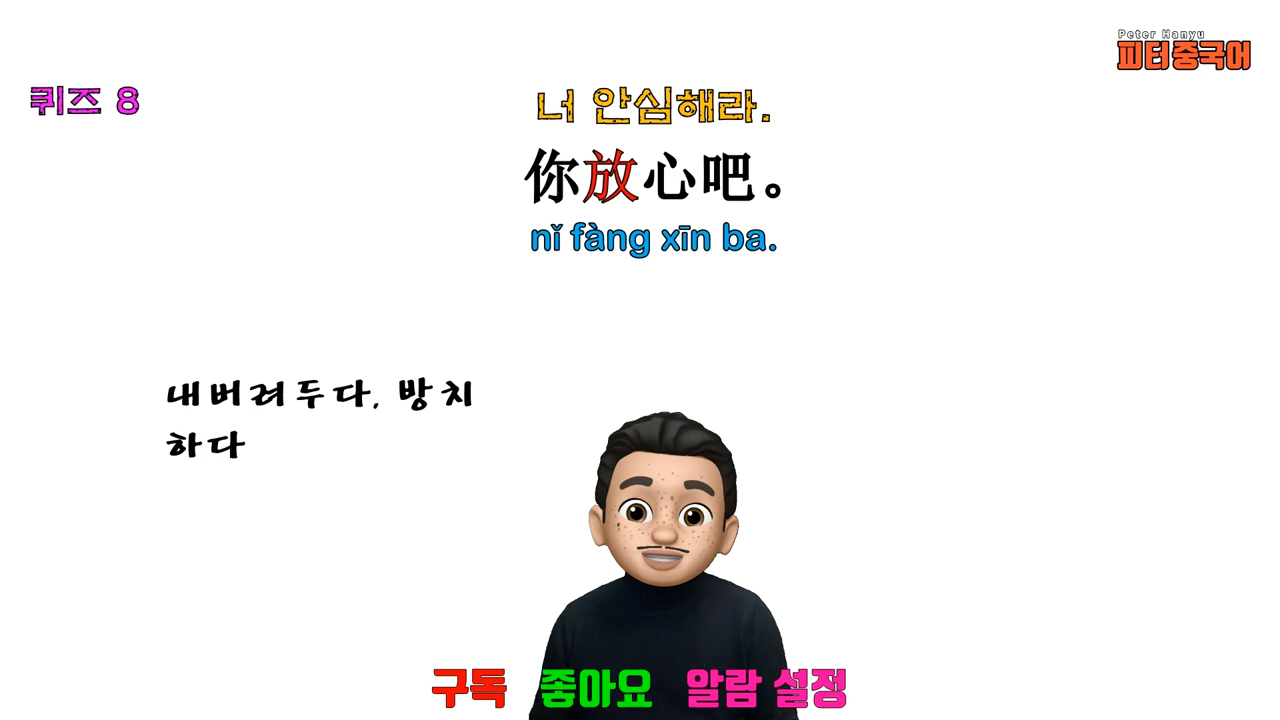 Peter Hanyu
피터중국어
퀴즈 8
너 안심해라.
你放心吧。
nǐ fàng xīn ba.
내버려두다, 방치
하다
구독 좋아요 알람 설정